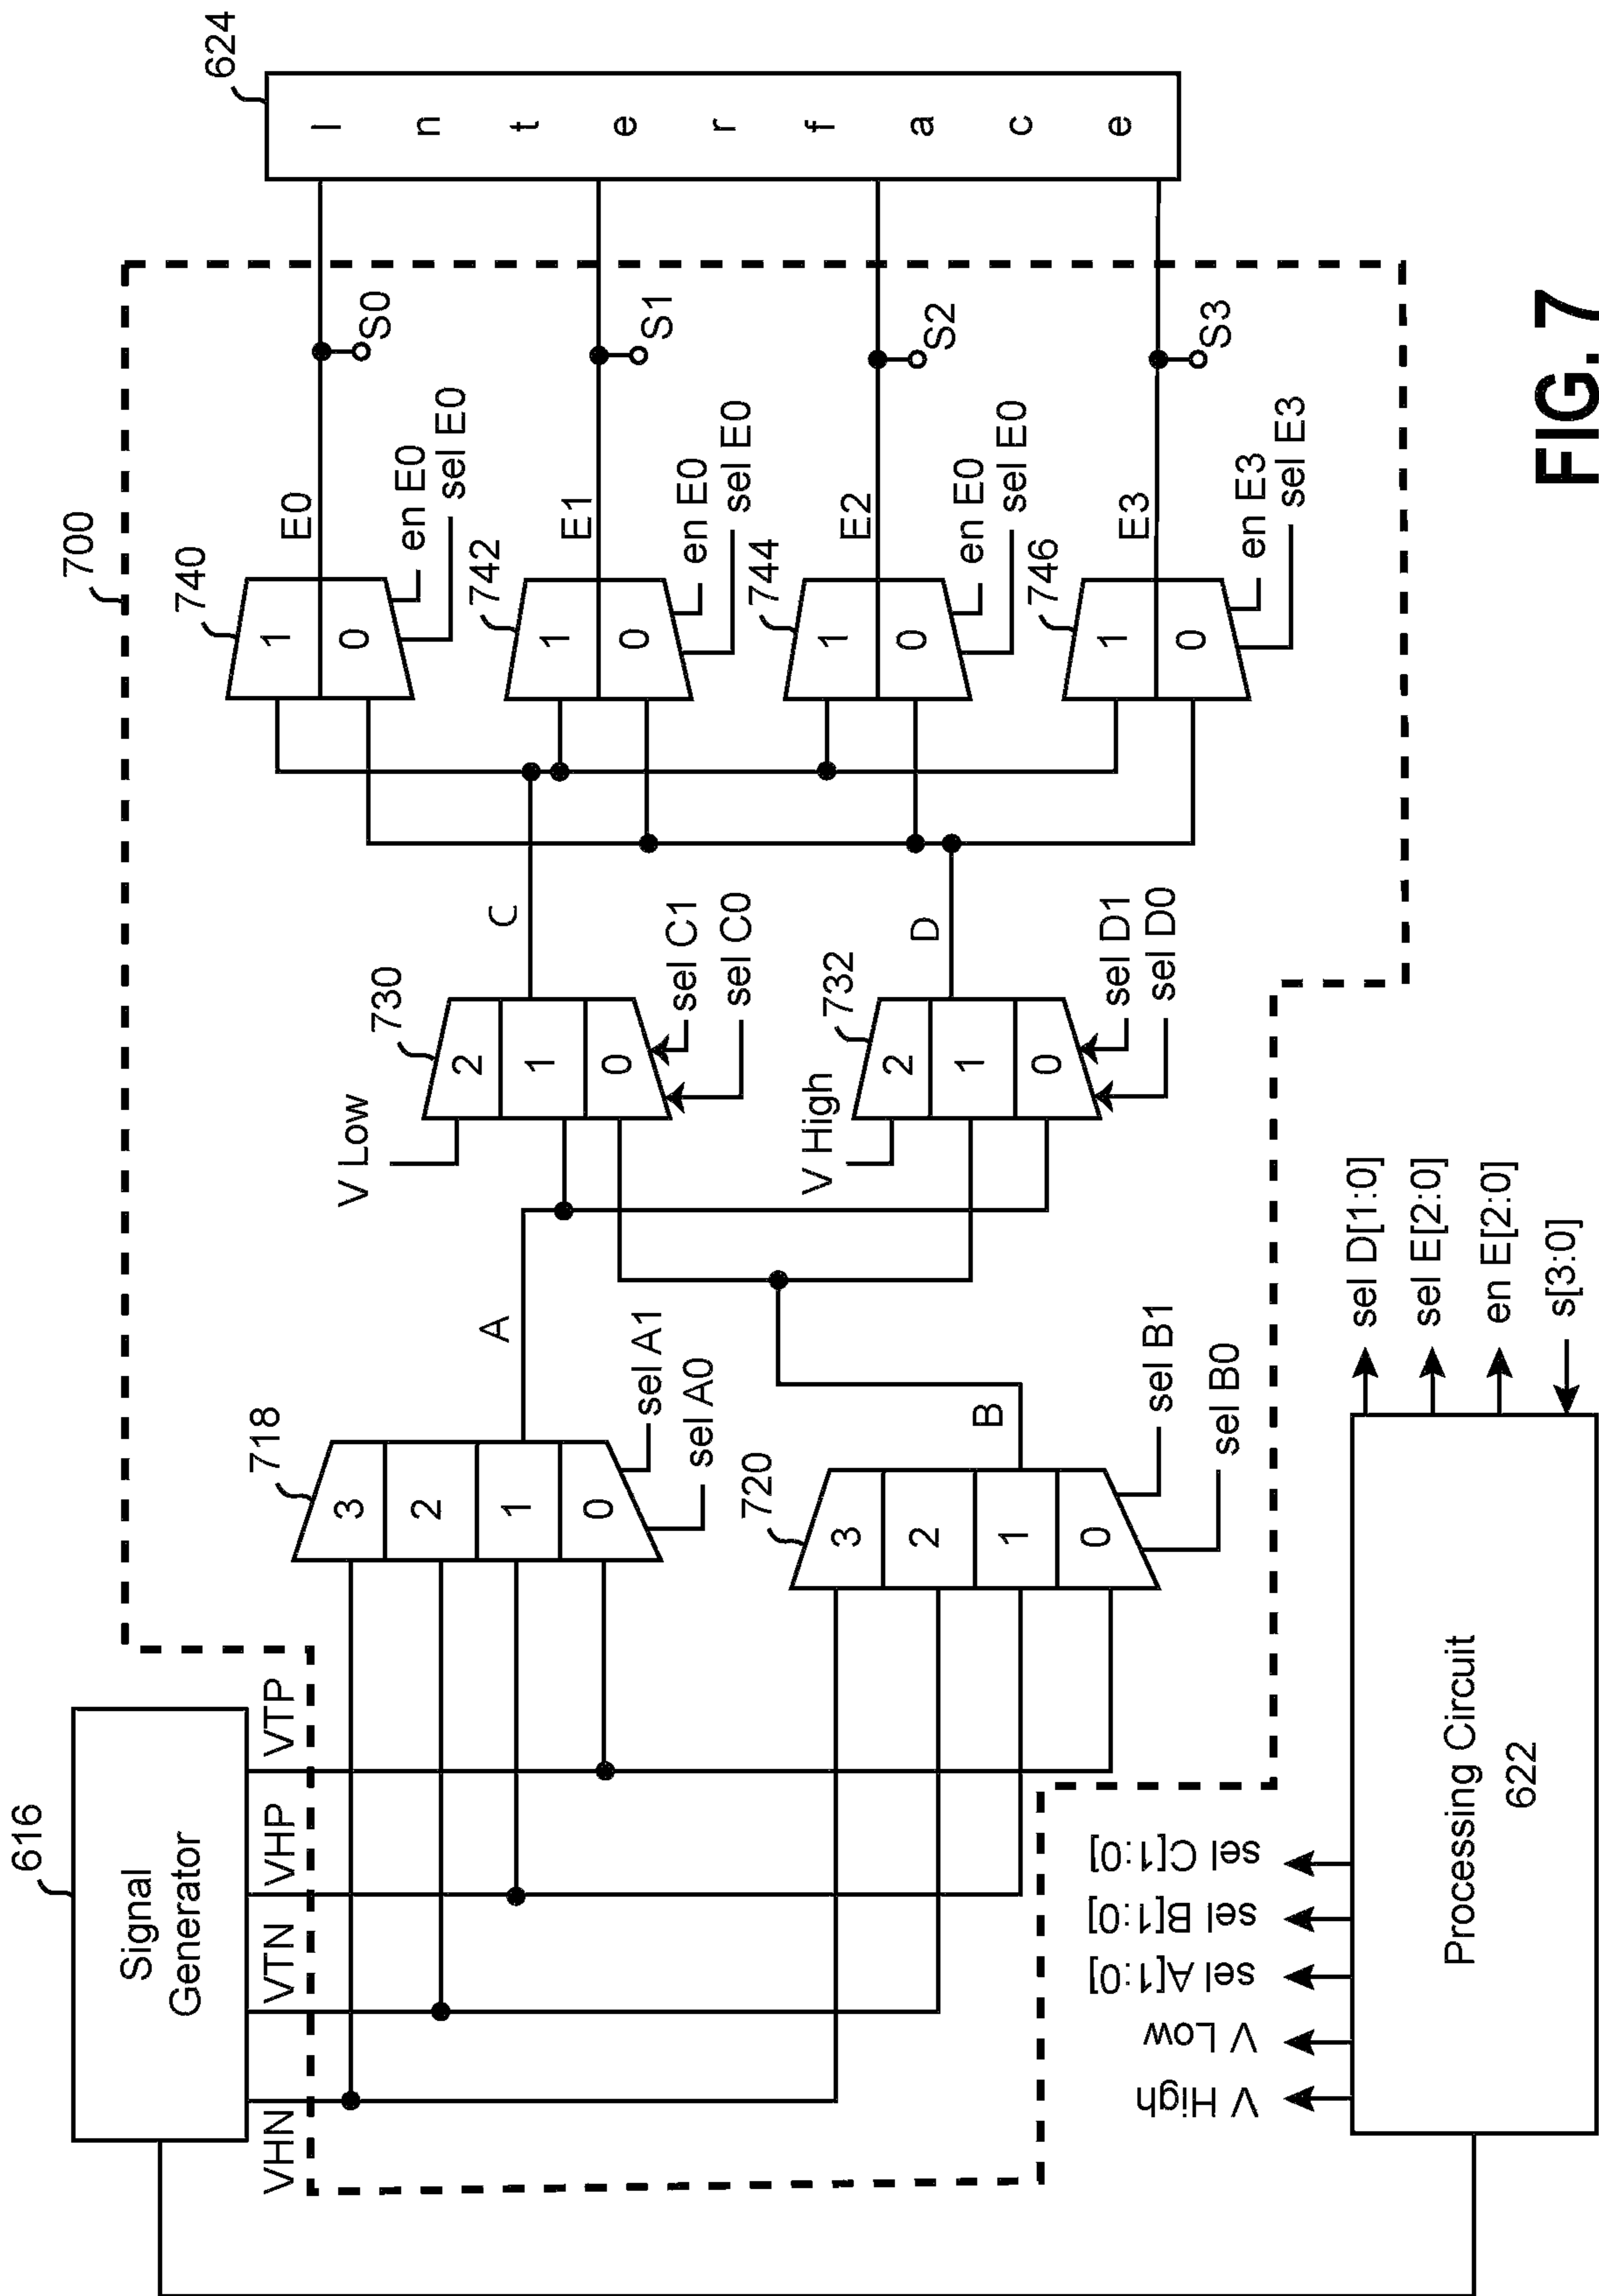 616
Signal
Generator
VHN
VTN
VHP
VTP
700
718
3
2
1
0
A
sel A1
sel A0
720
3
2
1
0
B
sel B1
sel B0
V Low
730
2
1
0
C
sel C1
sel C0
V High
732
2
1
0
D
sel D1
sel D0
740
1
0
E0
en E0
sel E0
S0
742
1
0
E1
en E0
sel E0
S1
744
1
0
E2
en E0
sel E0
S2
746
1
0
E3
en E3
sel E3
S3
624
Interface
V High
V Low
sel A[1:0]
sel B[1:0]
sel C[1:0]
Processing Circuit
622
sel D[1:0]
sel E[2:0]
en E[2:0]
s[3:0]
FIG. 7